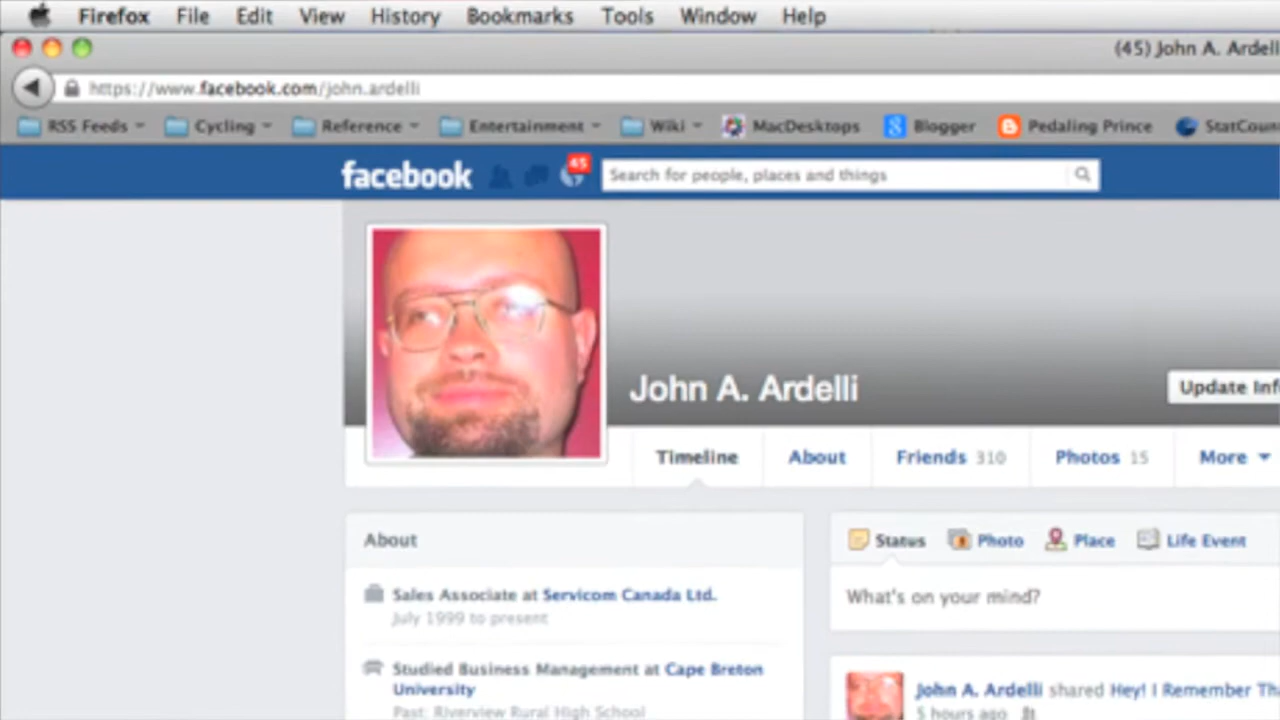 Firefox File Edit View History Bookmarks Tools Window Help
(45) John A. Ardelli
https://www.facebook.com/john.ardelli
RSS Feeds Cycling Reference Entertainment Wiki MacDesktops Blogger Pedaling Prince StatCoun
facebook 45 Search for people, places and things
John A. Ardelli
Update Inf
Timeline About Friends 310 Photos 15 More
About
Status Photo Place Life Event
Sales Associate at Servicom Canada Ltd.
July 1999 to present
What's on your mind?
Studied Business Management at Cape Breton
University
Past: Riverview Rural High School
John A. Ardelli shared Hey! I Remember Tha
5 hours ago